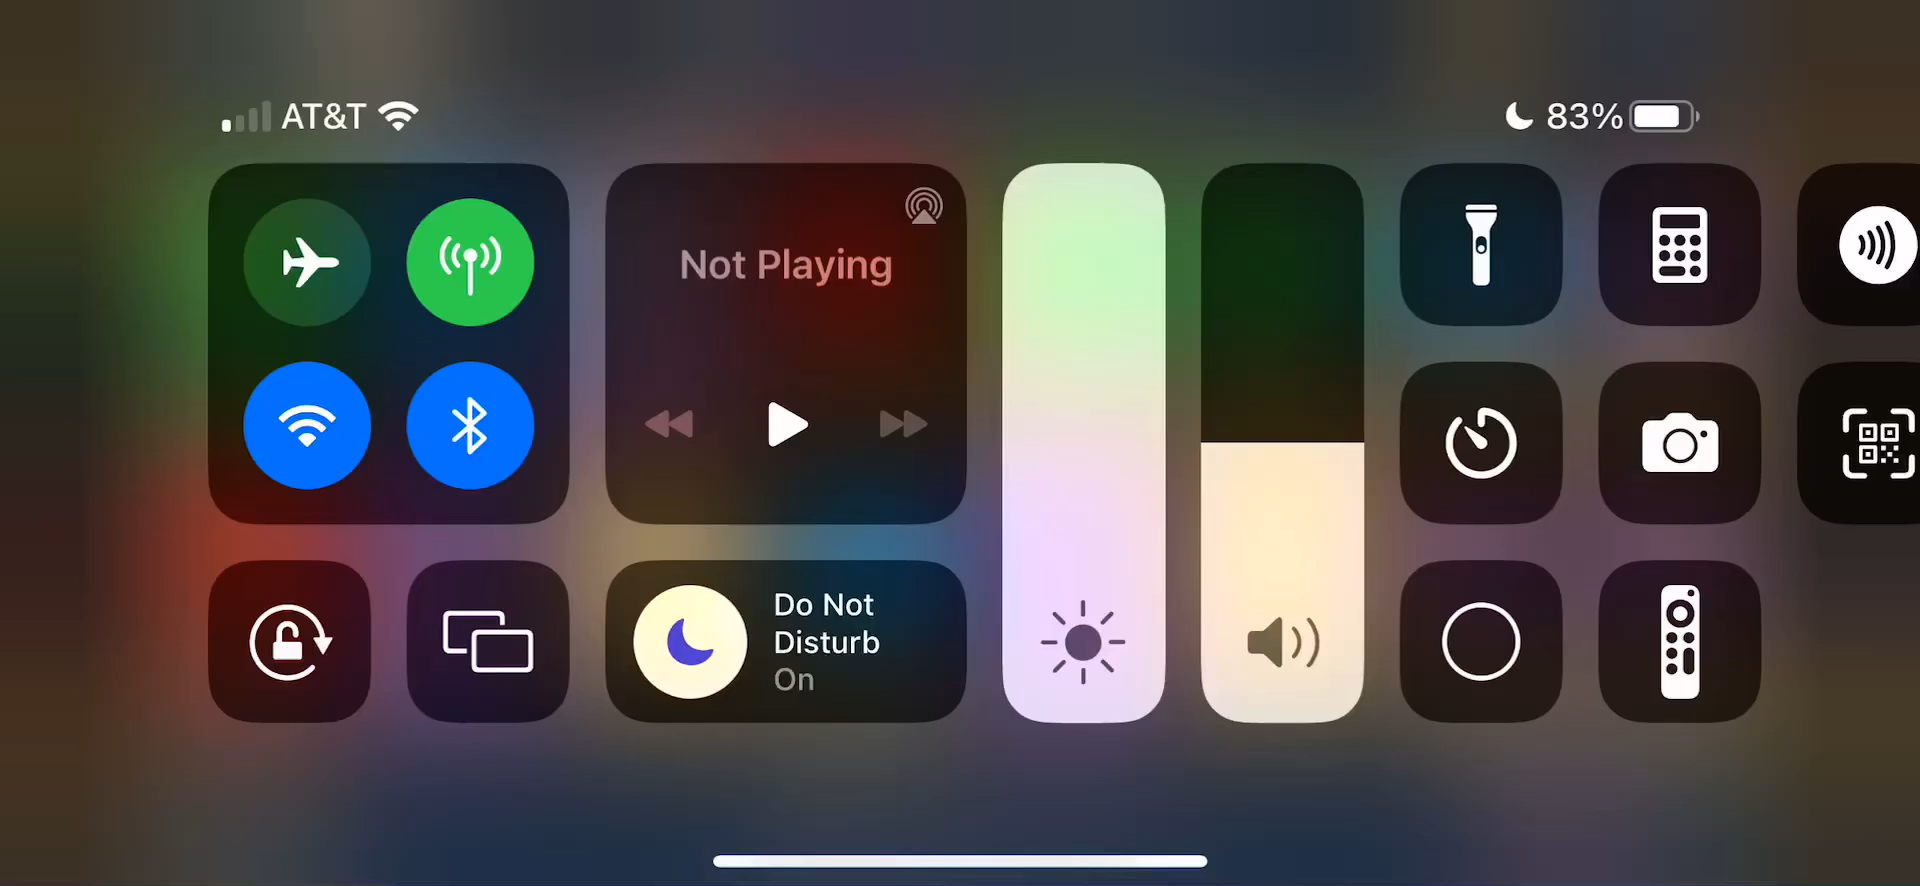 AT&T
83%
Not Playing
Do Not
Disturb
On